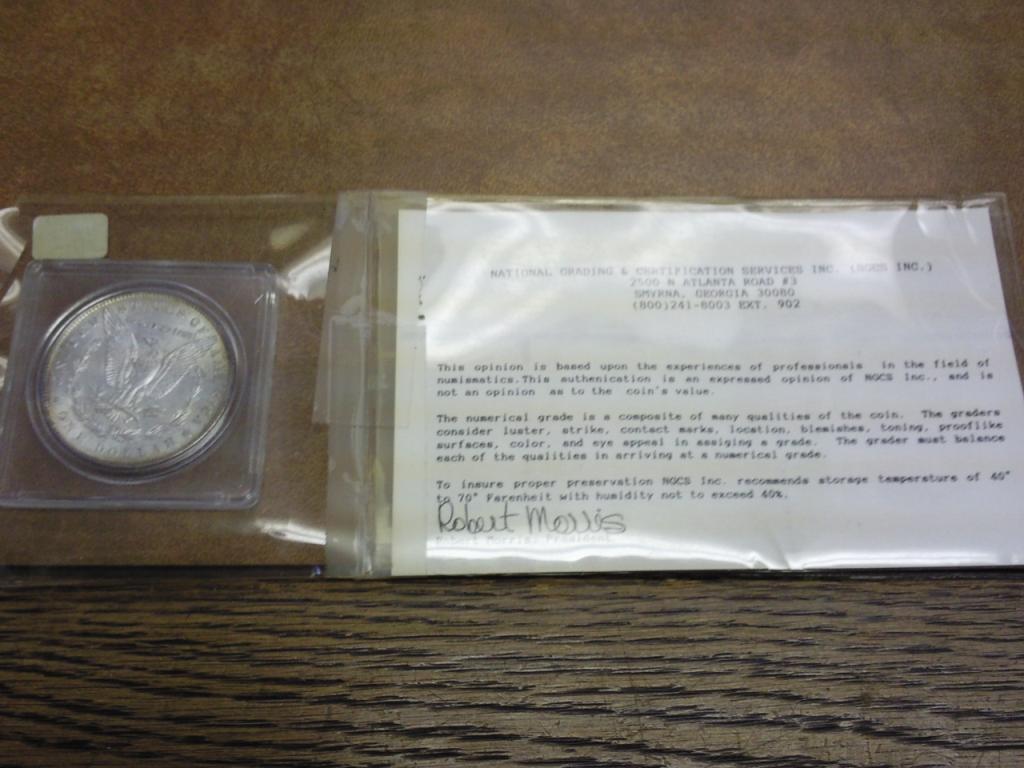 NATIONAL GRADING & CERTIFICATION SERVICES INC. (NGCS INC.)
2500 N ATLANTA ROAD #3
SMYRNA, GEORGIA 30080
(800)241-8003 EXT. 902
This opinion is based upon the experiences of professionals in the field of
numismatics.This authenication is an expressed opinion of NGCS Inc., and is
not an opinion as to the coin's value.
The numerical grade is a composite of many qualities of the coin. The graders
consider luster, strike, contact marks, location, blemishes, toning, prooflike
surfaces, color, and eye appeal in assiging a grade. The grader must balance
each of the qualities in arriving at a numerical grade.
To insure proper preservation NGCS Inc. recommends storage temperature of 40°
to 70° Farenheit with humidity not to exceed 40%.
Robert Morris
Robert Morris, President
ONE DOLLAR